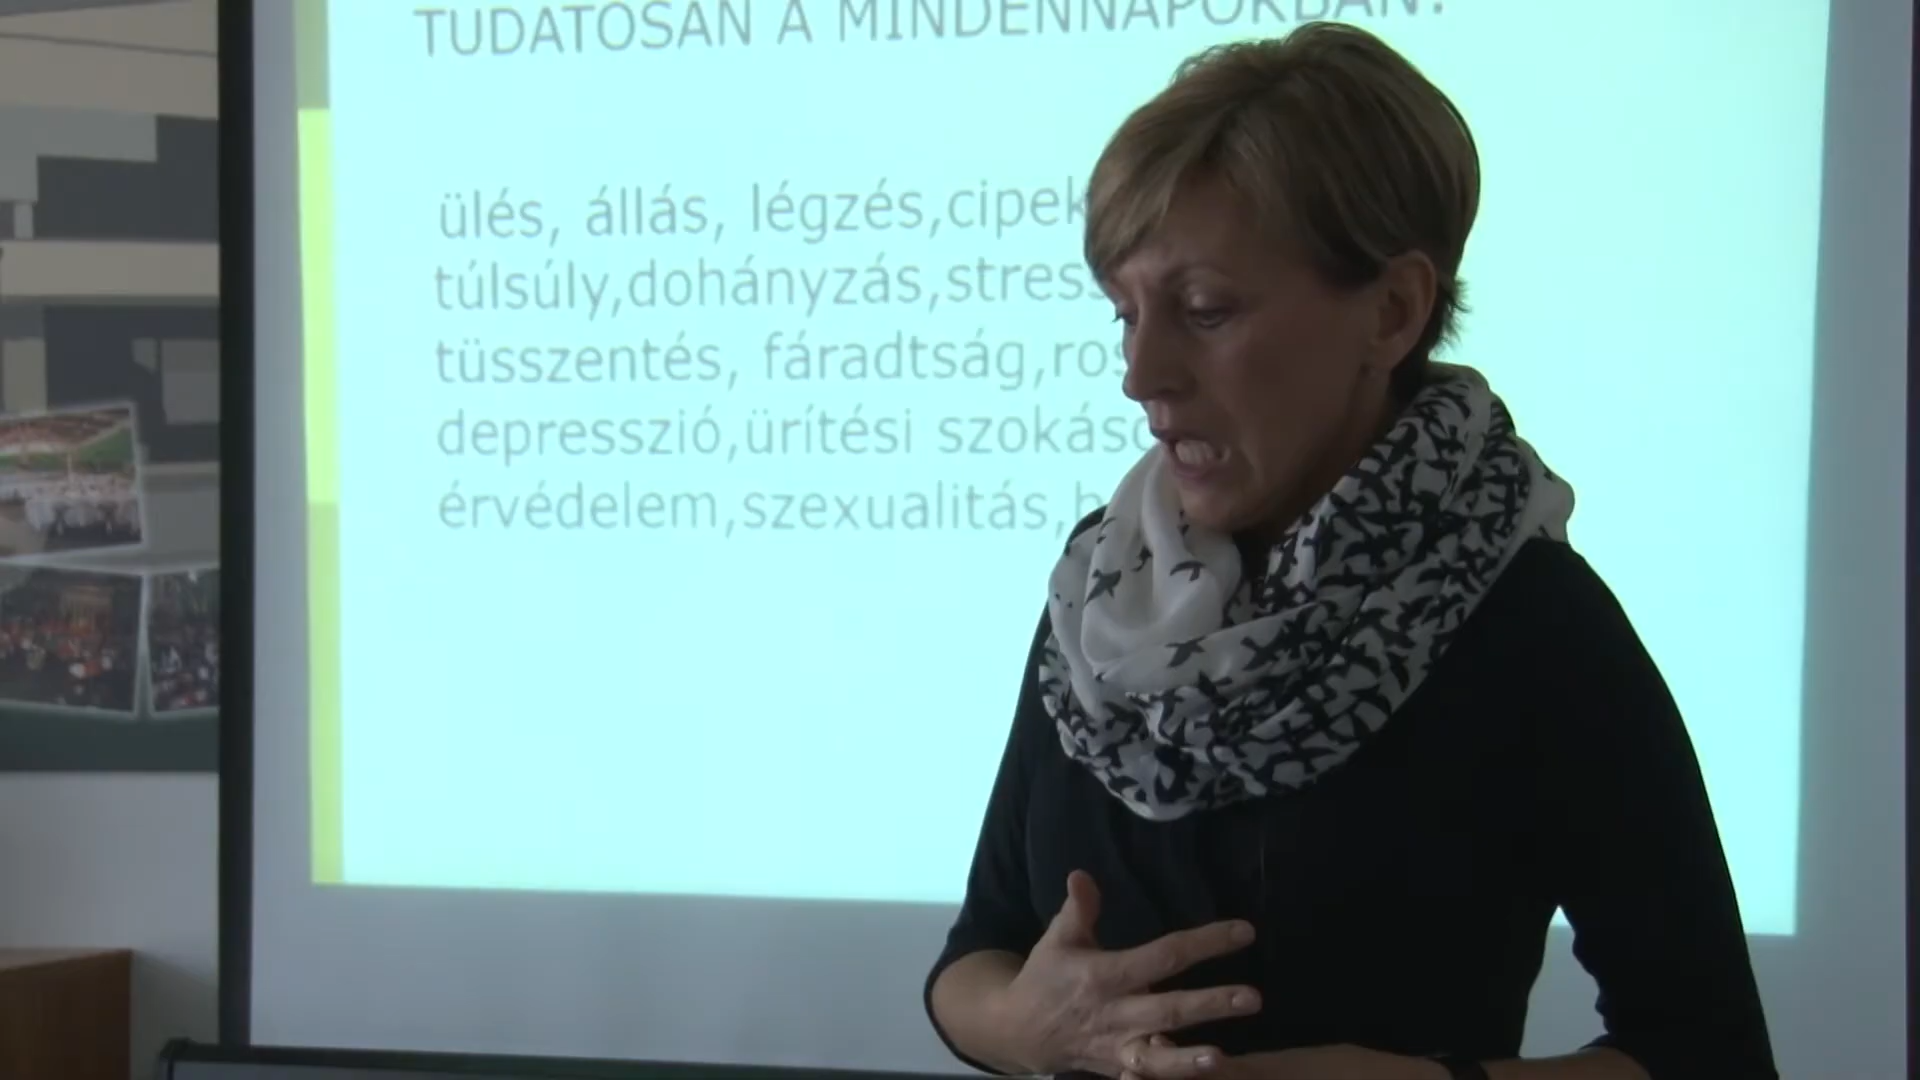 TUDATOSAN A MINDENNAPOKBAN!
ülés, állás, légzés,cipek
túlsúly,dohányzás,stress
tüsszentés, fáradtság,ros
depresszió,ürítési szokáso
érvédelem,szexualitás,